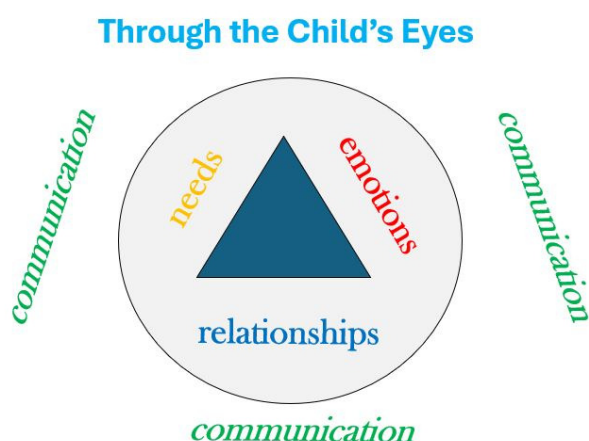 Through the Child's Eyes
communication
communication
needs
emotions
relationships
communication